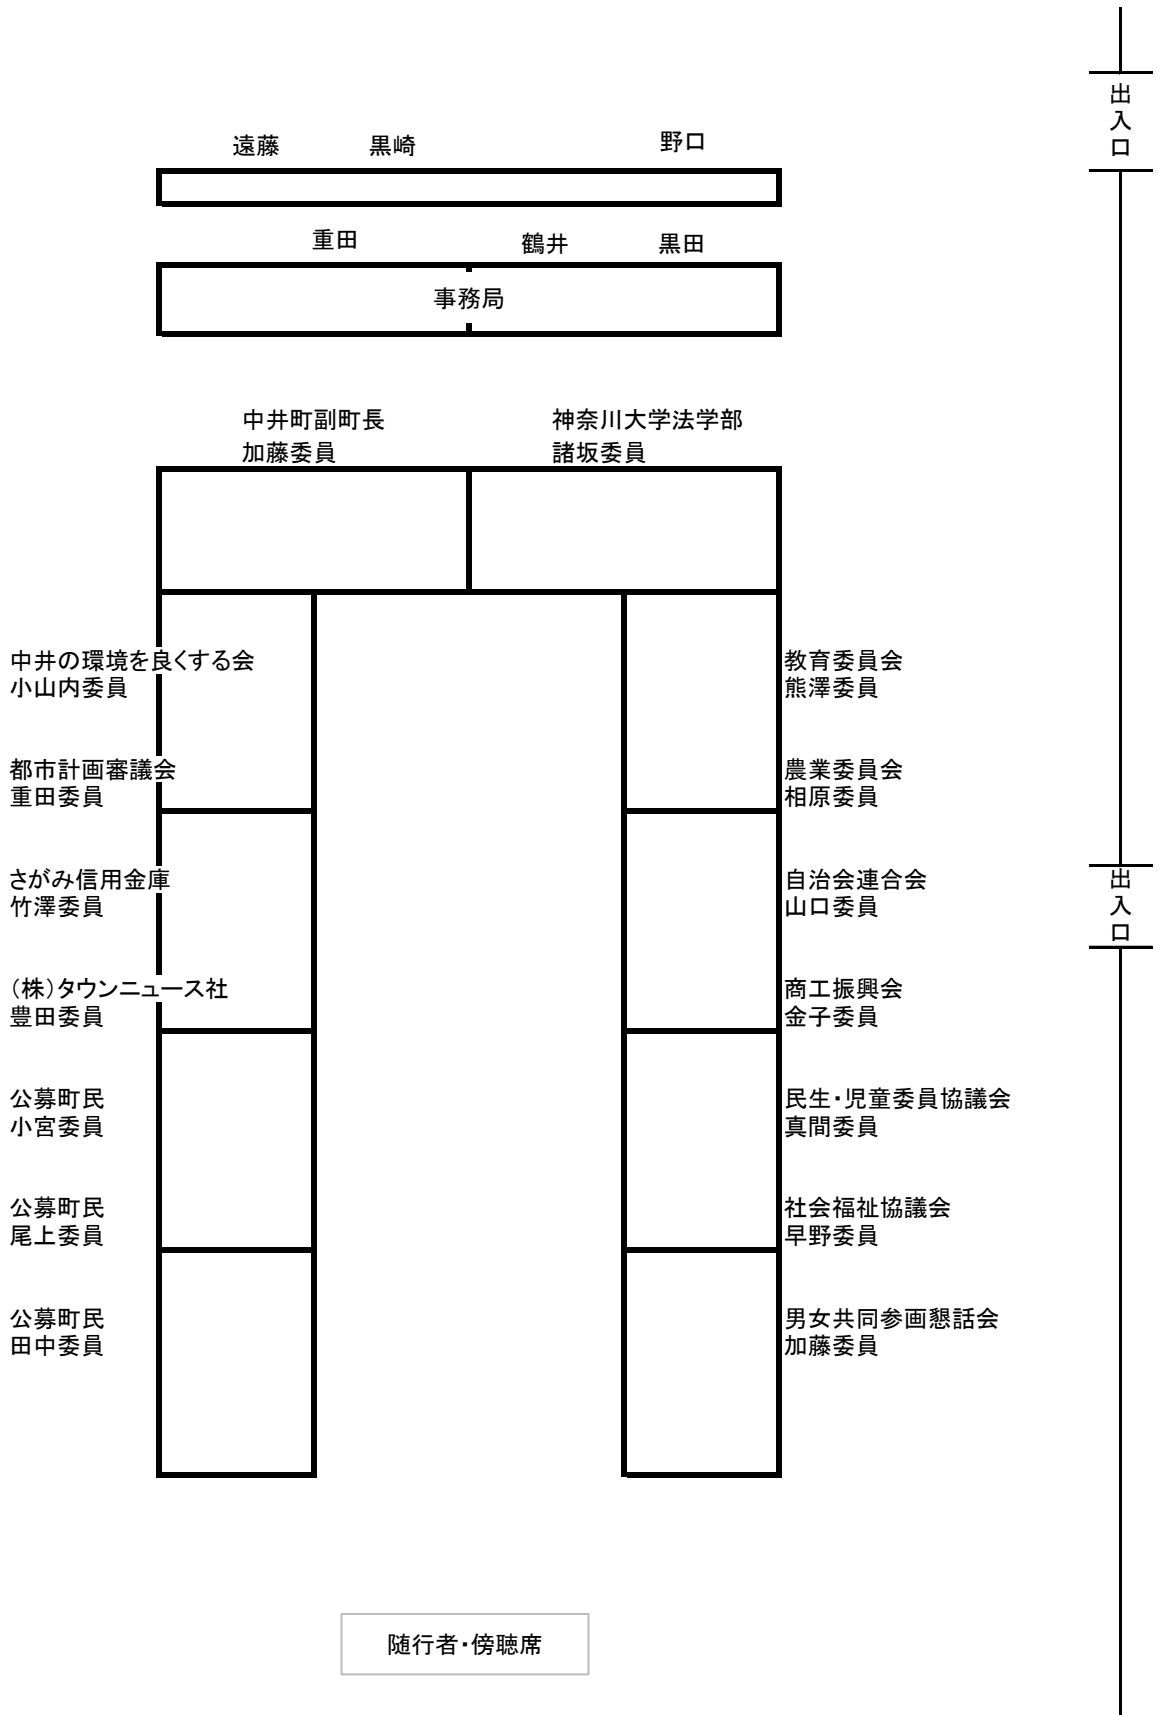 出入口
遠藤 黒崎 野口
重田 鶴井 黒田
事務局
中井町副町長
加藤委員
神奈川大学法学部
諸坂委員
中井の環境を良くする会
小山内委員
教育委員会
熊澤委員
都市計画審議会
重田委員
農業委員会
相原委員
さがみ信用金庫
竹澤委員
自治会連合会
山口委員
出入口
(株)タウンニュース社
豊田委員
商工振興会
金子委員
公募町民
小宮委員
民生・児童委員協議会
真間委員
公募町民
尾上委員
社会福祉協議会
早野委員
公募町民
田中委員
男女共同参画懇話会
加藤委員
随行者・傍聴席